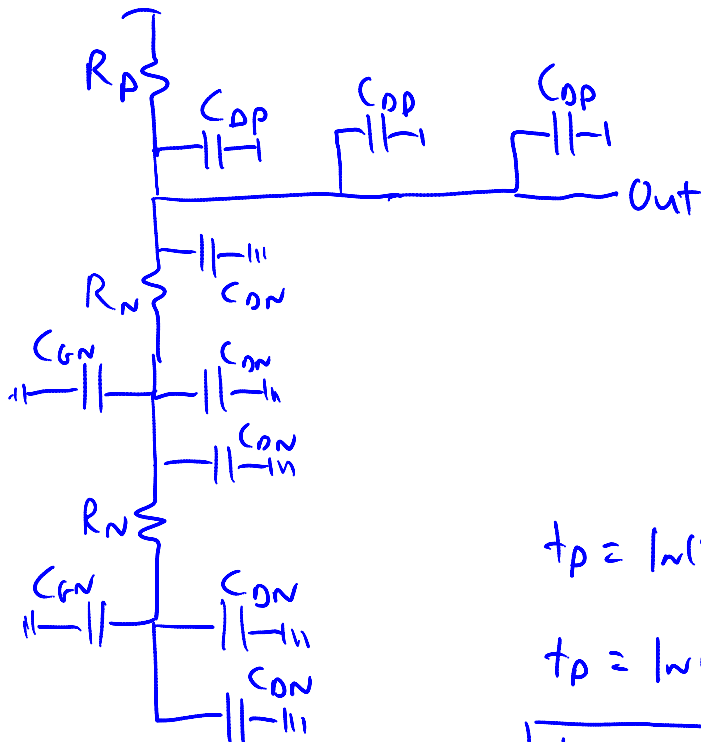 R_P
C_DP C_DP C_DP
Out
R_N C_DN
C_GN C_DN
C_DN
R_N
t_p = ln(
C_GN C_DN
t_p = ln
C_DN